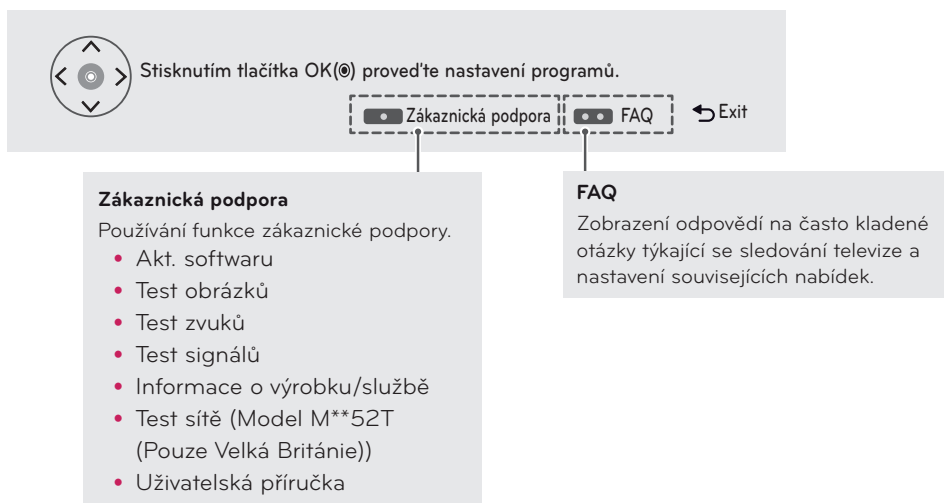 Stisknutím tlačítka OK(◉) proveďte nastavení programů.
Zákaznická podpora FAQ Exit
Zákaznická podpora
Používání funkce zákaznické podpory.
• Akt. softwaru
• Test obrázků
• Test zvuků
• Test signálů
• Informace o výrobku/službě
• Test sítě (Model M**52T
(Pouze Velká Británie))
• Uživatelská příručka
FAQ
Zobrazení odpovědí na často kladené
otázky týkající se sledování televize a
nastavení souvisejících nabídek.